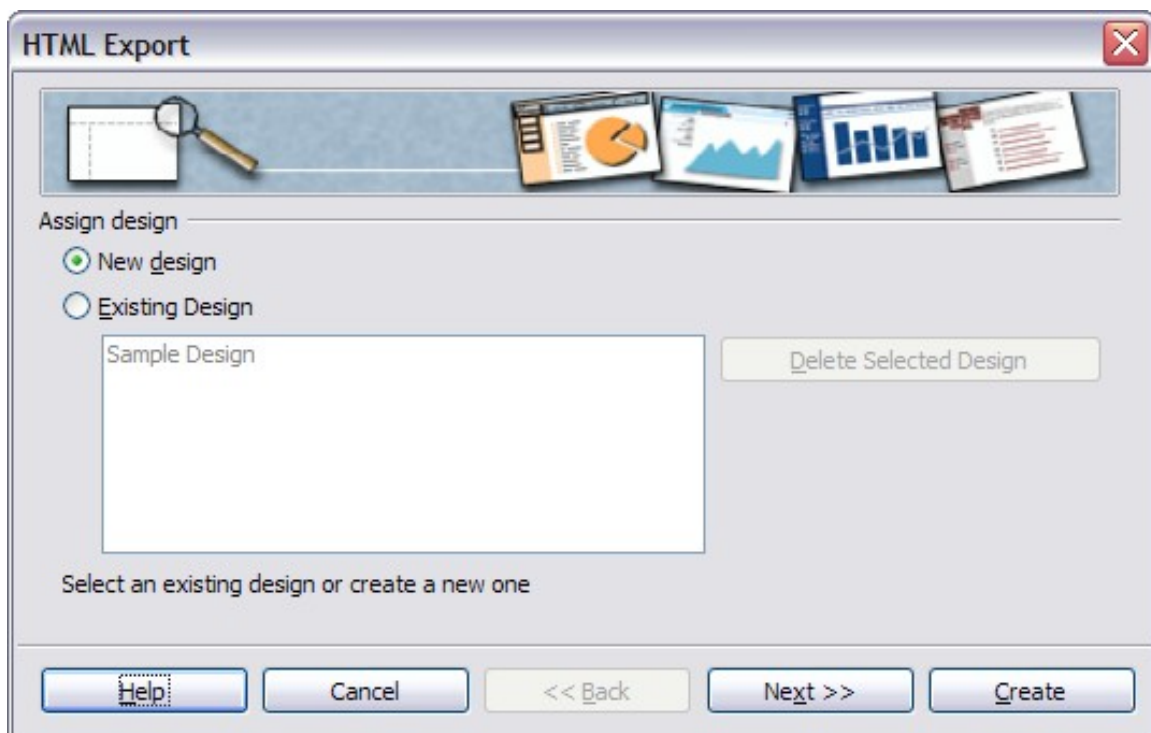 HTML Export
Assign design
New design
Existing Design
Sample Design
Delete Selected Design
Select an existing design or create a new one
Help
Cancel
<< Back
Next >>
Create